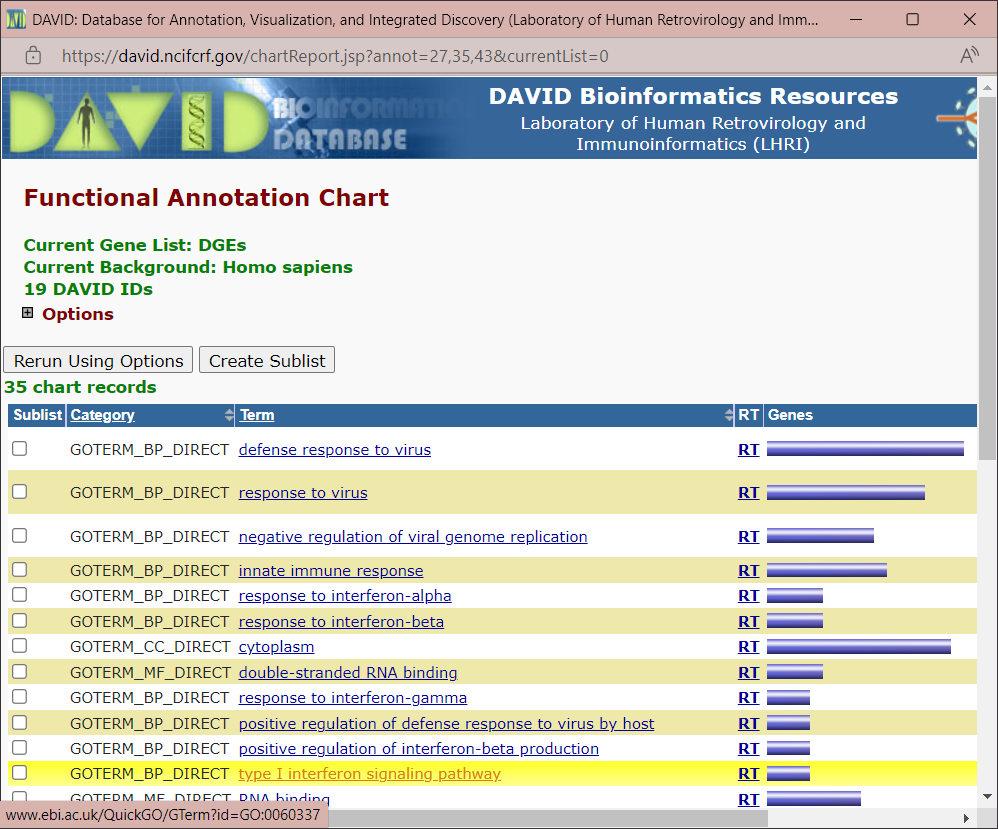 DAVID: Database for Annotation, Visualization, and Integrated Discovery (Laboratory of Human Retrovirology and Imm...
https://david.ncifcrf.gov/chartReport.jsp?annot=27,35,43&currentList=0
DAVID BIOINFORMATICS DATABASE
DAVID Bioinformatics Resources
Laboratory of Human Retrovirology and
Immunoinformatics (LHRI)
Functional Annotation Chart
Current Gene List: DGEs
Current Background: Homo sapiens
19 DAVID IDs
Options
Rerun Using Options Create Sublist
35 chart records
Sublist Category Term RT Genes
GOTERM_BP_DIRECT defense response to virus RT
GOTERM_BP_DIRECT response to virus RT
GOTERM_BP_DIRECT negative regulation of viral genome replication RT
GOTERM_BP_DIRECT innate immune response RT
GOTERM_BP_DIRECT response to interferon-alpha RT
GOTERM_BP_DIRECT response to interferon-beta RT
GOTERM_CC_DIRECT cytoplasm RT
GOTERM_MF_DIRECT double-stranded RNA binding RT
GOTERM_BP_DIRECT response to interferon-gamma RT
GOTERM_BP_DIRECT positive regulation of defense response to virus by host RT
GOTERM_BP_DIRECT positive regulation of interferon-beta production RT
GOTERM_BP_DIRECT type I interferon signaling pathway RT
GOTERM_MF_DIRECT RNA binding RT
www.ebi.ac.uk/QuickGO/GTerm?id=GO:0060337